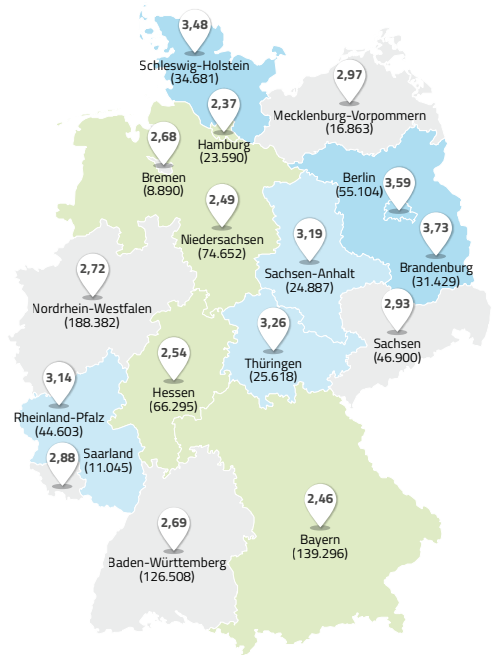 3,48
Schleswig-Holstein
(34.681)
2,97
Mecklenburg-Vorpommern
(16.863)
2,37
Hamburg
(23.590)
2,68
Bremen
(8.890)
Berlin
(55.104)
3,59
2,49
Niedersachsen
(74.652)
3,19
Sachsen-Anhalt
(24.887)
3,73
Brandenburg
(31.429)
2,72
Nordrhein-Westfalen
(188.382)
2,93
Sachsen
(46.900)
3,26
Thüringen
(25.618)
2,54
Hessen
(66.295)
3,14
Rheinland-Pfalz
(44.603)
2,88
Saarland
(11.045)
2,46
Bayern
(139.296)
2,69
Baden-Württemberg
(126.508)